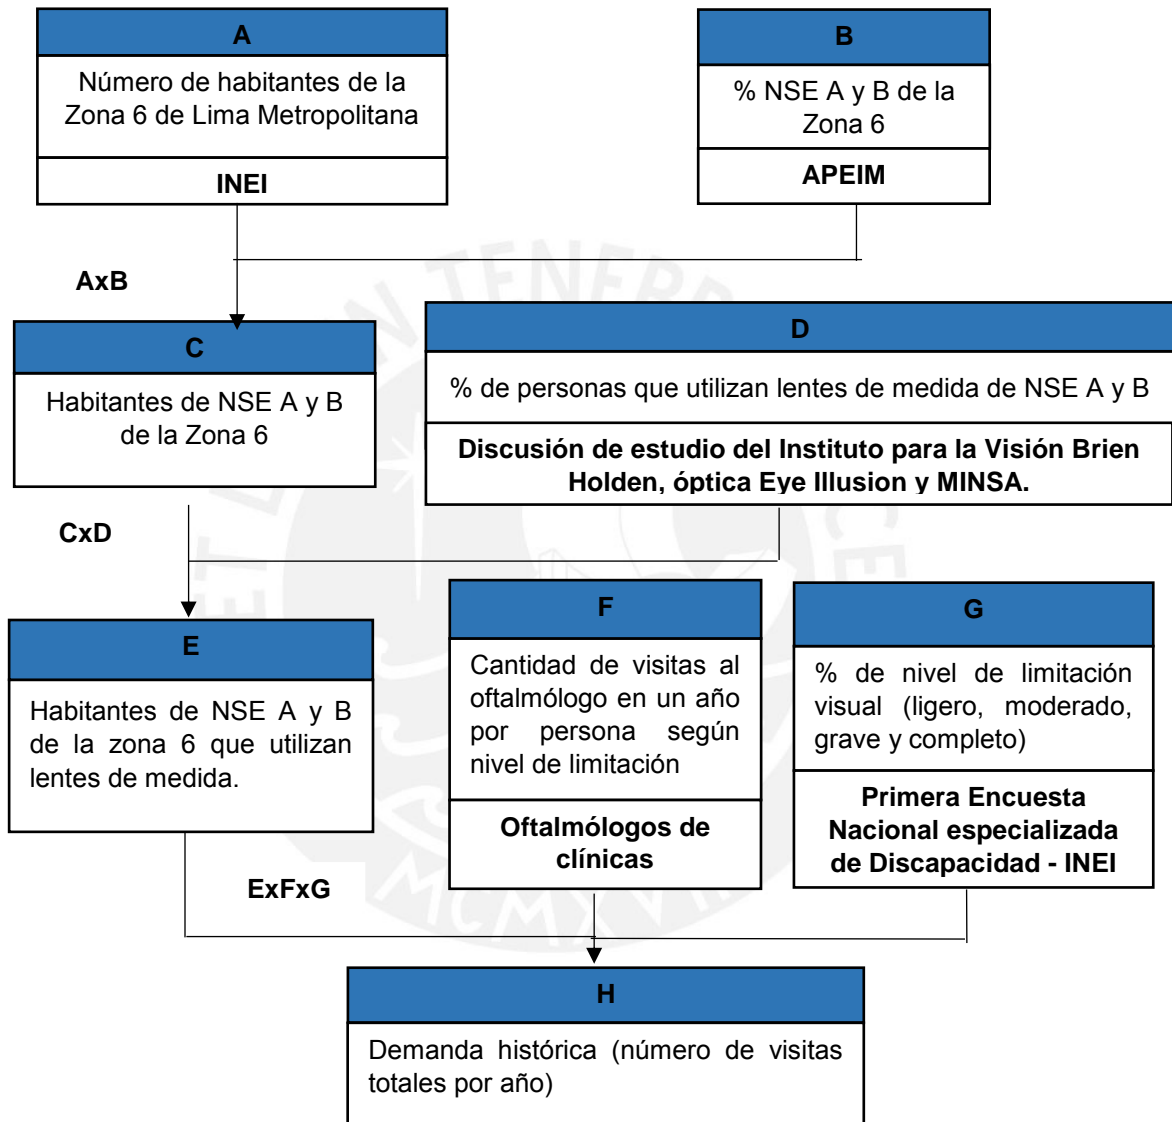 A
Número de habitantes de la
Zona 6 de Lima Metropolitana
INEI
B
% NSE A y B de la
Zona 6
APEIM
AxB
C
Habitantes de NSE A y B
de la Zona 6
D
% de personas que utilizan lentes de medida de NSE A y B
Discusión de estudio del Instituto para la Visión Brien
Holden, óptica Eye Illusion y MINSA.
CxD
E
Habitantes de NSE A y B
de la zona 6 que utilizan
lentes de medida.
F
Cantidad de visitas al
oftalmólogo en un año
por persona según
nivel de limitación
Oftalmólogos de
clínicas
G
% de nivel de limitación
visual (ligero, moderado,
grave y completo)
Primera Encuesta
Nacional especializada
de Discapacidad - INEI
ExFxG
H
Demanda histórica (número de visitas
totales por año)